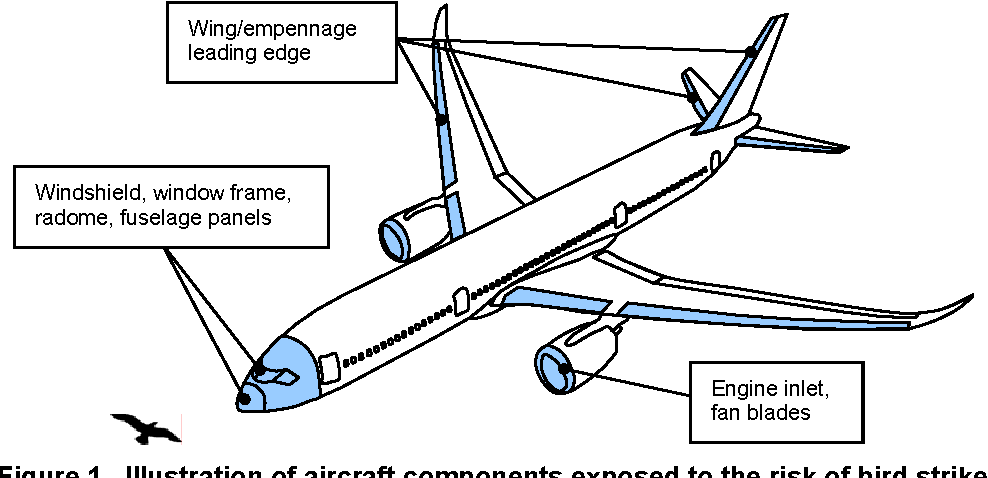 Wing/empennage
leading edge
Windshield, window frame,
radome, fuselage panels
Engine inlet,
fan blades
Figure 1. Illustration of aircraft components exposed to the risk of bird strike